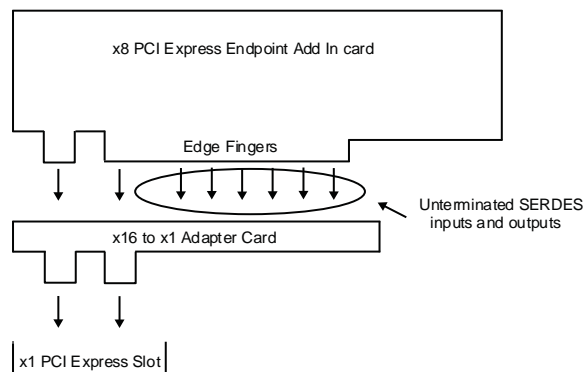 x8 PCI Express Endpoint Add In card
Edge Fingers
Unterminated SERDES
inputs and outputs
x16 to x1 Adapter Card
x1 PCI Express Slot